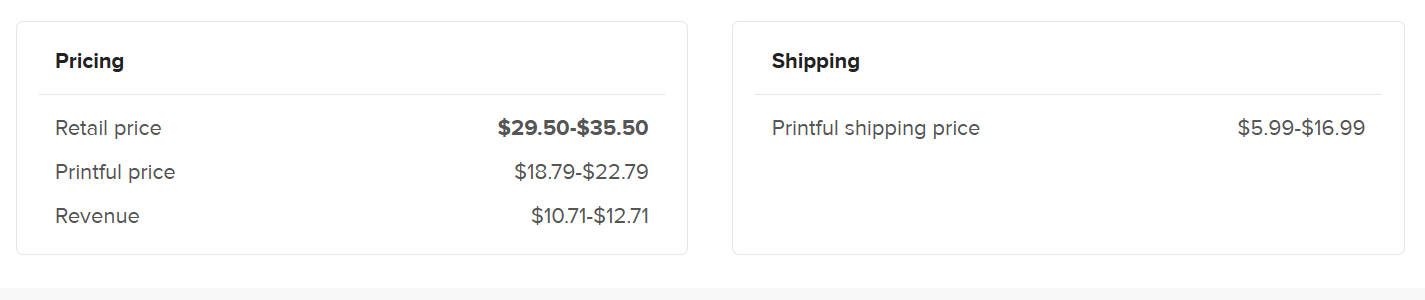 Pricing
Retail price $29.50-$35.50
Printful price $18.79-$22.79
Revenue $10.71-$12.71
Shipping
Printful shipping price $5.99-$16.99